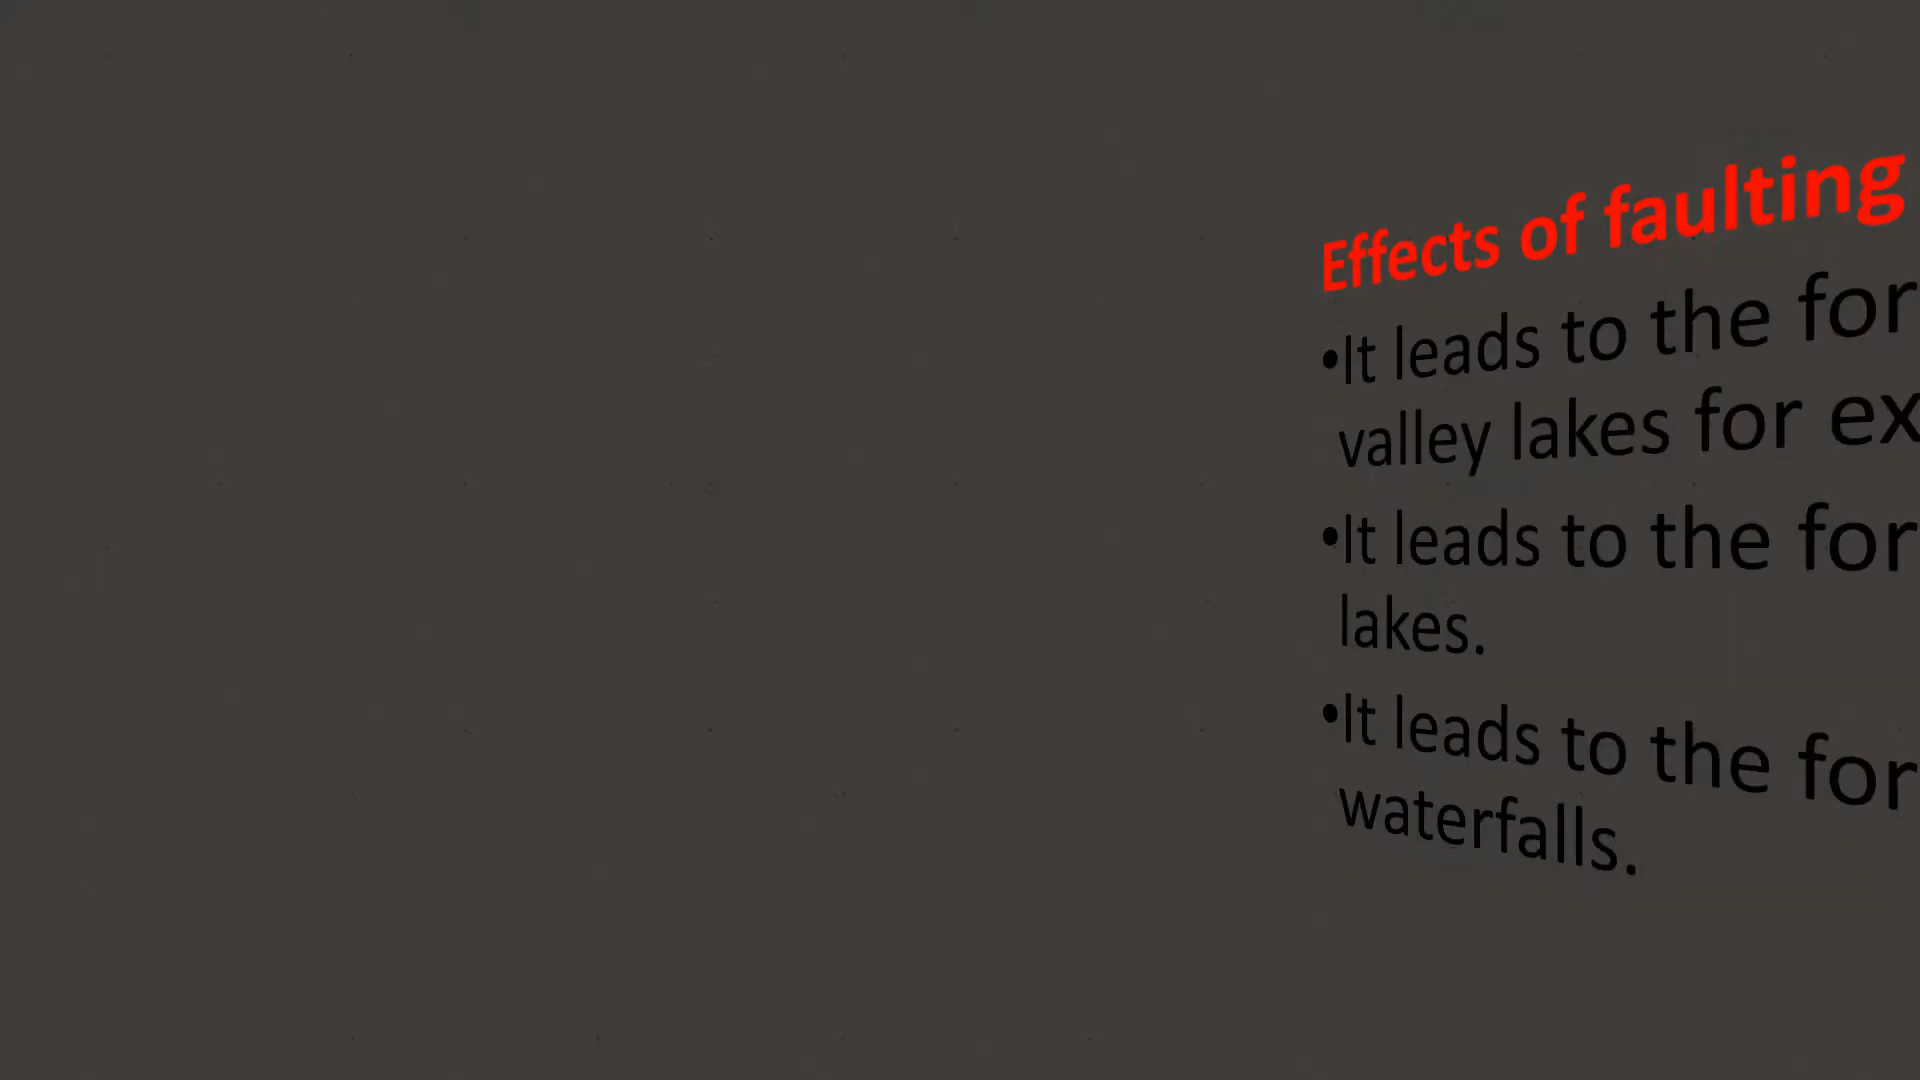 Effects of faulting
•It leads to the for
valley lakes for ex
•It leads to the for
lakes.
•It leads to the for
waterfalls.